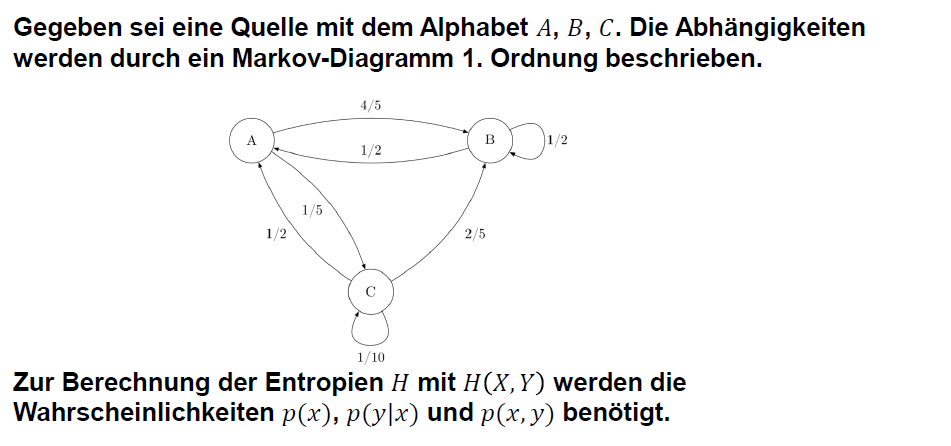 Gegeben sei eine Quelle mit dem Alphabet A, B, C. Die Abhängigkeiten
werden durch ein Markov-Diagramm 1. Ordnung beschrieben.
4/5
A
B
1/2
1/2
1/5
1/2
2/5
C
1/10
Zur Berechnung der Entropien H mit H(X,Y) werden die
Wahrscheinlichkeiten p(x), p(y|x) und p(x,y) benötigt.